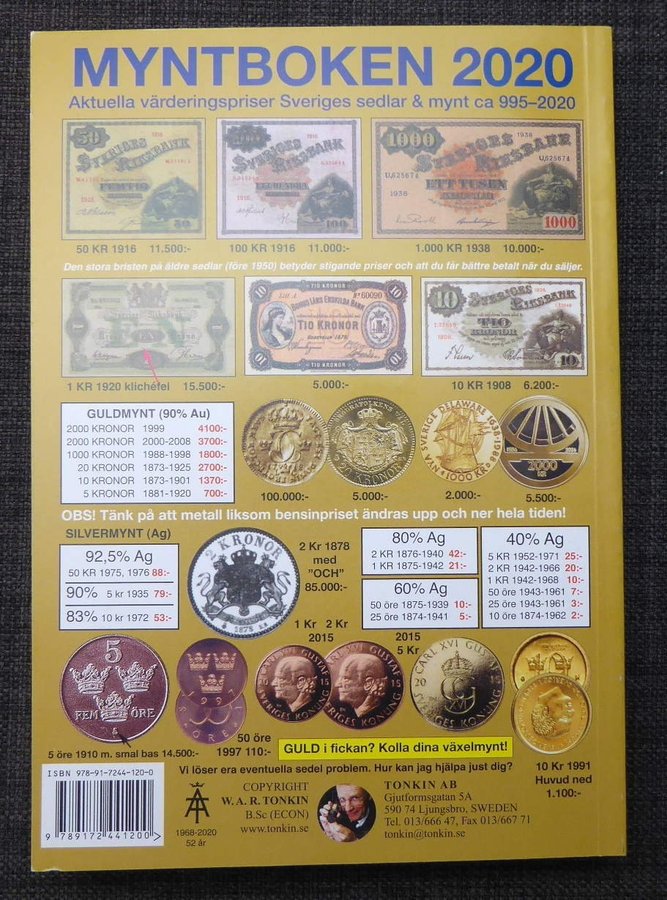 MYNTBOKEN 2020
Aktuella värderingspriser Sveriges sedlar & mynt ca 995–2020
50 KR 1916 11.500:-
100 KR 1916 11.000:-
1.000 KR 1938 10.000:-
Den stora bristen på äldre sedlar (före 1950) betyder stigande priser och att du får bättre betalt när du säljer.
1 KR 1920 klichéfel 15.500:-
5.000:-
10 KR 1908 6.200:-
GULDMYNT (90% Au)
2000 KRONOR 1999 4100:-
2000 KRONOR 2000-2008 3700:-
1000 KRONOR 1988-1998 1800:-
20 KRONOR 1873-1925 2700:-
10 KRONOR 1873-1901 1370:-
5 KRONOR 1881-1920 700:-
100.000:-
5.000:-
2.000:-
5.500:-
OBS! Tänk på att metall liksom bensinpriset ändras upp och ner hela tiden!
SILVERMYNT (Ag)
92,5% Ag
50 KR 1975, 1976 88:-
90% 5 kr 1935 79:-
83% 10 kr 1972 53:-
2 KRONOR
1878
2 Kr 1878
med
"OCH"
85.000:-
80% Ag
2 KR 1876-1940 42:-
1 KR 1875-1942 21:-
60% Ag
50 öre 1875-1939 10:-
25 öre 1874-1941 5:-
40% Ag
5 KR 1952-1971 25:-
2 KR 1942-1966 20:-
1 KR 1942-1968 10:-
50 öre 1943-1961 7:-
25 öre 1943-1961 3:-
10 öre 1874-1962 2:-
1 Kr 2 Kr
2015
2015
5 Kr
5
FEM ÖRE
5 öre 1910 m. smal bas 14.500:-
50 öre
1997 110:-
GULD i fickan? Kolla dina växelmynt!
10 Kr 1991
Huvud ned
1.100:-
Vi löser era eventuella sedel problem. Hur kan jag hjälpa just dig?
ISBN 978-91-7244-120-0
9 789172 441200
1968-2020
52 år
COPYRIGHT
W. A. R. TONKIN
B.Sc (ECON)
www.tonkin.se
TONKIN AB
Gjutformsgatan 5A
590 74 Ljungsbro, SWEDEN
Tel. 013/666 47, Fax 013/667 71
tonkin@tonkin.se